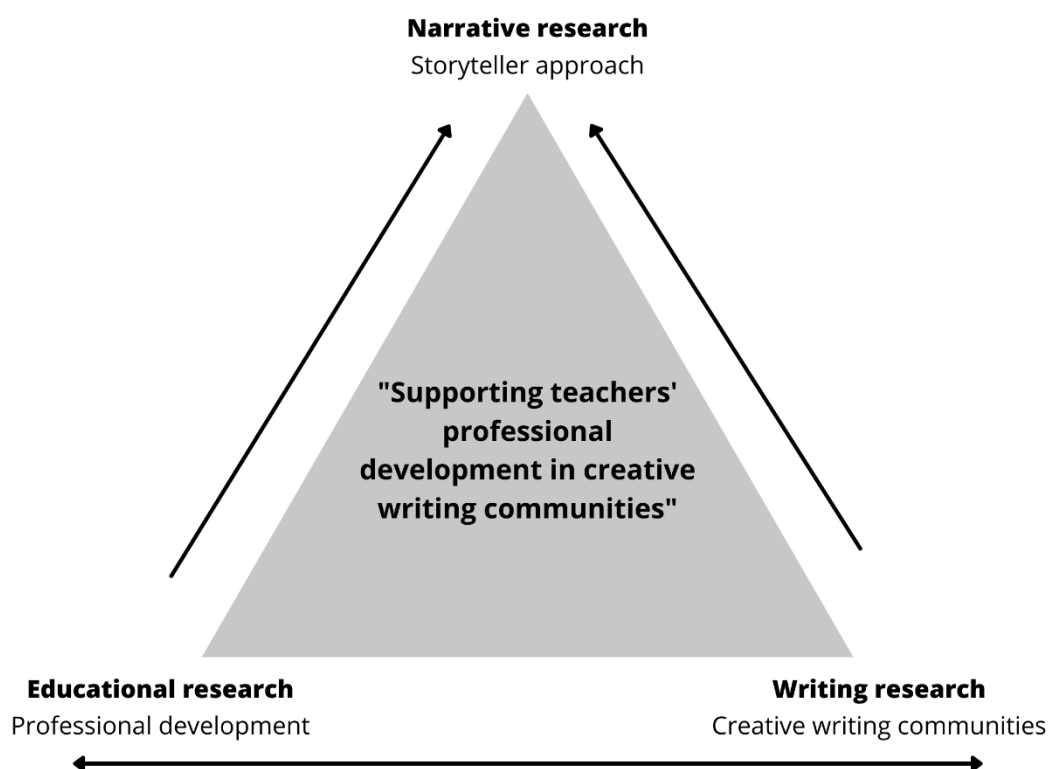 Narrative research
Storyteller approach
"Supporting teachers'
professional
development in creative
writing communities"
Educational research
Professional development
Writing research
Creative writing communities